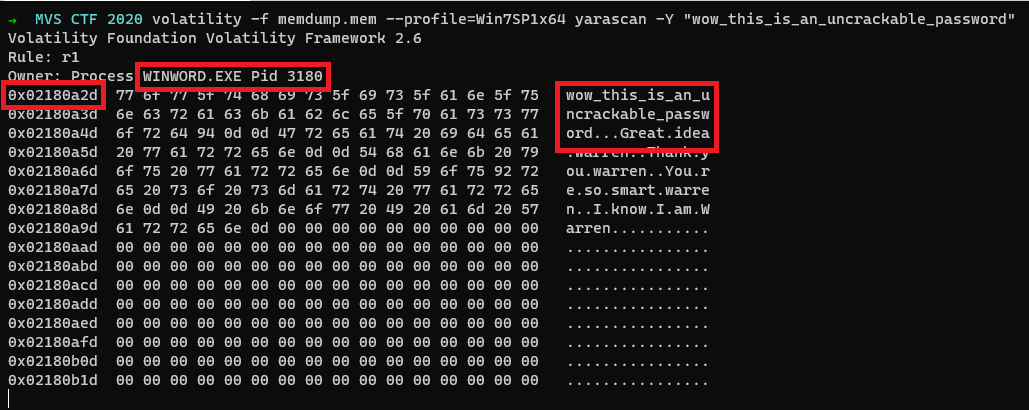 → MVS CTF 2020 volatility -f memdump.mem --profile=Win7SP1x64 yarascan -Y "wow_this_is_an_uncrackable_password"
Volatility Foundation Volatility Framework 2.6
Rule: r1
Owner: Process WINWORD.EXE Pid 3180
0x02180a2d 77 6f 77 5f 74 68 69 73 5f 69 73 5f 61 6e 5f 75 wow_this_is_an_u
0x02180a3d 6e 63 72 61 63 6b 61 62 6c 65 5f 70 61 73 73 77 ncrackable_passw
0x02180a4d 6f 72 64 94 0d 0d 47 72 65 61 74 20 69 64 65 61 ord...Great.idea
0x02180a5d 20 77 61 72 72 65 6e 0d 0d 54 68 61 6e 6b 20 79 .warren..Thank.y
0x02180a6d 6f 75 20 77 61 72 72 65 6e 0d 0d 59 6f 75 92 72 ou.warren..You.r
0x02180a7d 65 20 73 6f 20 73 6d 61 72 74 20 77 61 72 72 65 e.so.smart.warre
0x02180a8d 6e 0d 0d 49 20 6b 6e 6f 77 20 49 20 61 6d 20 57 n..I.know.I.am.W
0x02180a9d 61 72 72 65 6e 0d 00 00 00 00 00 00 00 00 00 00 arren...........
0x02180aad 00 00 00 00 00 00 00 00 00 00 00 00 00 00 00 00 ................
0x02180abd 00 00 00 00 00 00 00 00 00 00 00 00 00 00 00 00 ................
0x02180acd 00 00 00 00 00 00 00 00 00 00 00 00 00 00 00 00 ................
0x02180add 00 00 00 00 00 00 00 00 00 00 00 00 00 00 00 00 ................
0x02180aed 00 00 00 00 00 00 00 00 00 00 00 00 00 00 00 00 ................
0x02180afd 00 00 00 00 00 00 00 00 00 00 00 00 00 00 00 00 ................
0x02180b0d 00 00 00 00 00 00 00 00 00 00 00 00 00 00 00 00 ................
0x02180b1d 00 00 00 00 00 00 00 00 00 00 00 00 00 00 00 00 ................